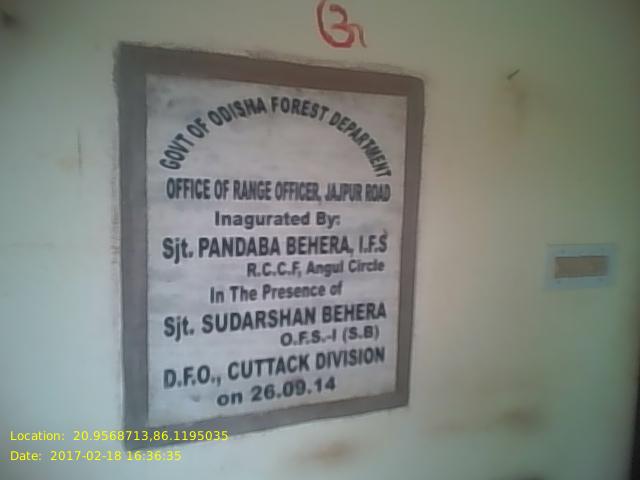 ଓଁ
GOVT OF ODISHA FOREST DEPARTMENT
OFFICE OF RANGE OFFICER, JAJPUR ROAD
Inagurated By:
Sjt. PANDABA BEHERA, I.F.S
R.C.C.F, Angul Circle
In The Presence of
Sjt. SUDARSHAN BEHERA
O.F.S.-I (S.B)
D.F.O., CUTTACK DIVISION
on 26.09.14
Location: 20.9568713,86.1195035
Date: 2017-02-18 16:36:35